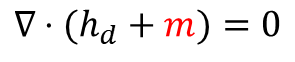 ∇ · (h_d + m) = 0